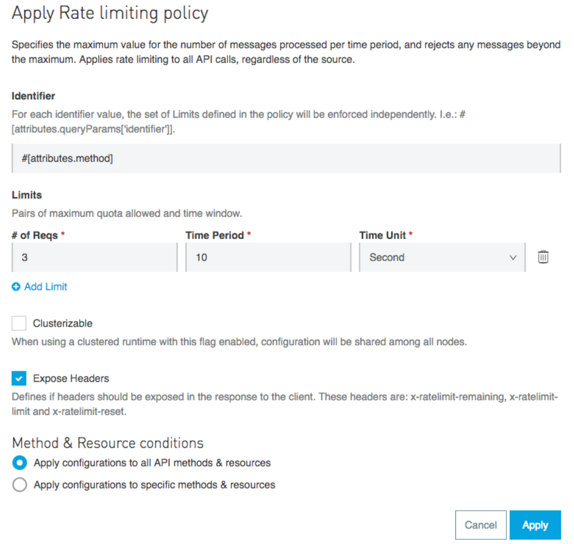 Apply Rate limiting policy
Specifies the maximum value for the number of messages processed per time period, and rejects any messages beyond
the maximum. Applies rate limiting to all API calls, regardless of the source.
Identifier
For each identifier value, the set of Limits defined in the policy will be enforced independently. I.e.: #
[attributes.queryParams['identifier']].
#[attributes.method]
Limits
Pairs of maximum quota allowed and time window.
# of Reqs * Time Period * Time Unit *
3 10 Second
Add Limit
Clusterizable
When using a clustered runtime with this flag enabled, configuration will be shared among all nodes.
Expose Headers
Defines if headers should be exposed in the response to the client. These headers are: x-ratelimit-remaining, x-ratelimit-
limit and x-ratelimit-reset.
Method & Resource conditions
Apply configurations to all API methods & resources
Apply configurations to specific methods & resources
Cancel Apply